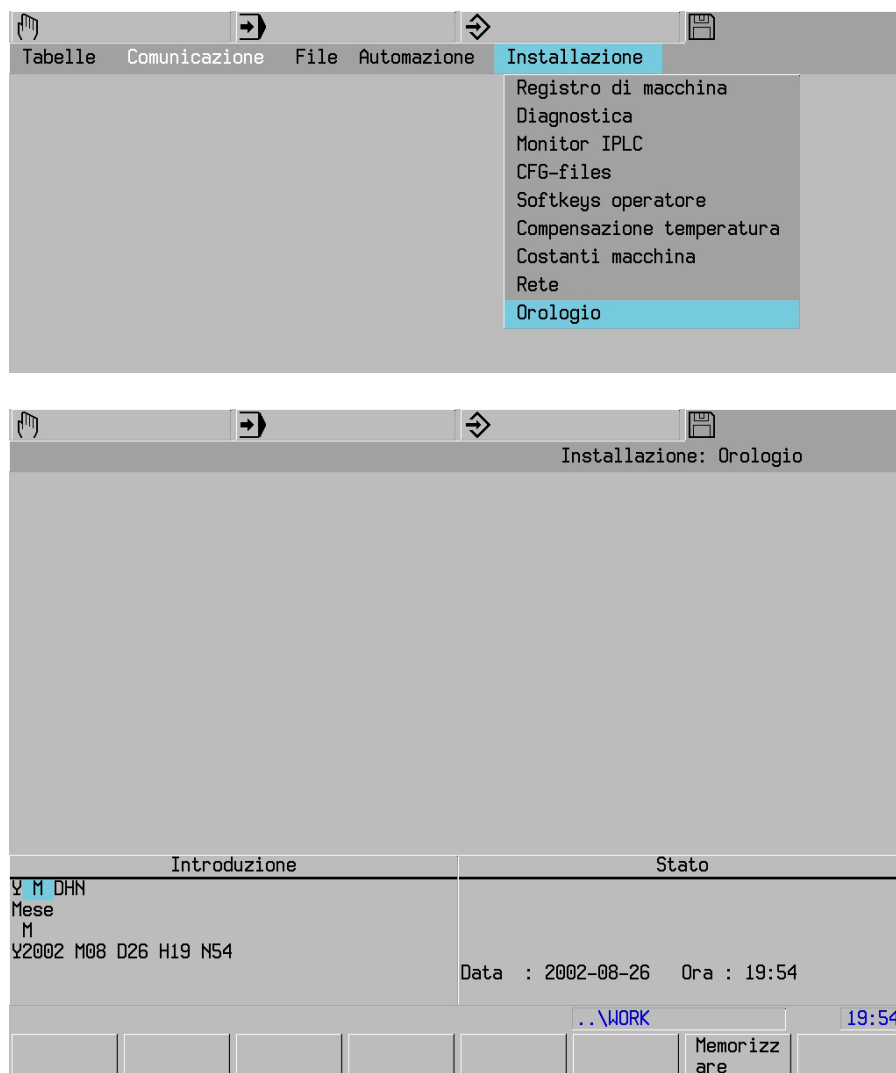 Tabelle Comunicazione File Automazione Installazione
Registro di macchina
Diagnostica
Monitor IPLC
CFG-files
Softkeys operatore
Compensazione temperatura
Costanti macchina
Rete
Orologio
Installazione: Orologio
Introduzione Stato
Y M DHN
Mese
M
Y2002 M08 D26 H19 N54
Data : 2002-08-26 Ora : 19:54
..\WORK 19:54
Memorizz
are